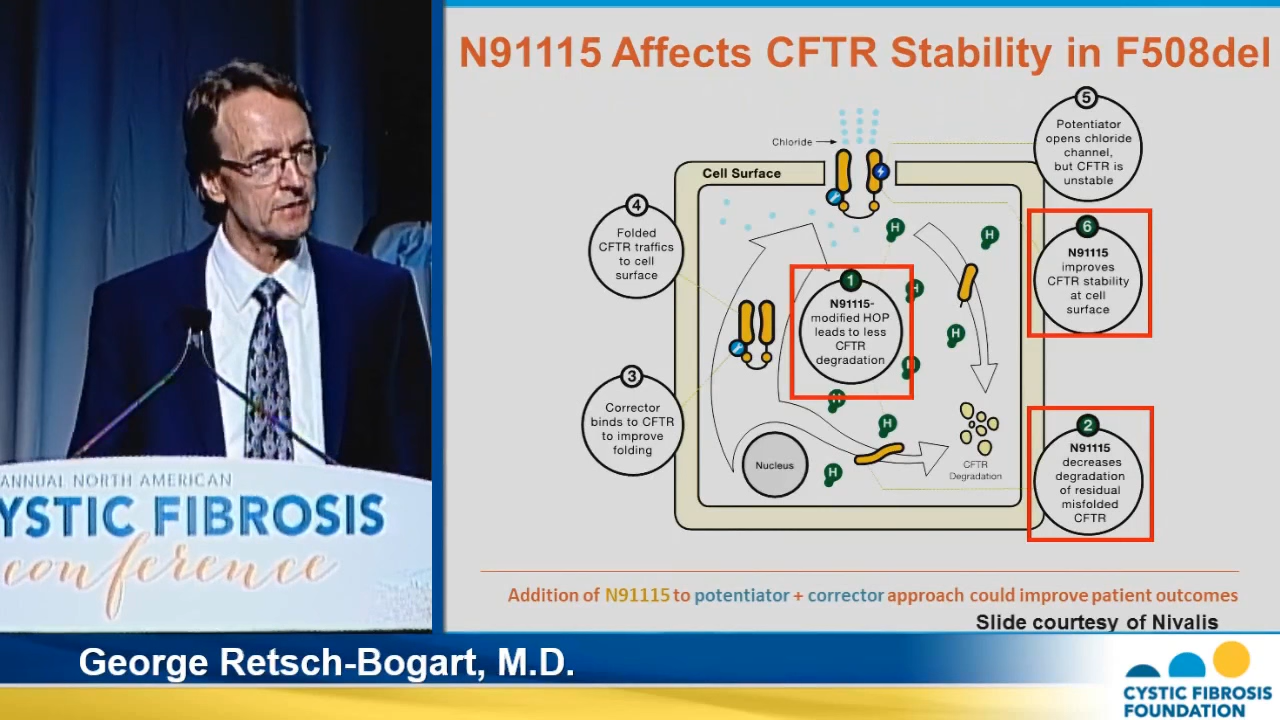 N91115 Affects CFTR Stability in F508del
5
Potentiator
opens chloride
channel,
but CFTR is
unstable
Chloride
Cell Surface
4
Folded
CFTR traffics
to cell
surface
H
H
6
N91115
improves
CFTR stability
at cell
surface
1
N91115-
modified HOP
leads to less
CFTR
degradation
H
H
H
3
Corrector
binds to CFTR
to improve
folding
H
H
H
Nucleus
CFTR
Degradation
2
N91115
decreases
degradation
of residual
misfolded
CFTR
Addition of N91115 to potentiator + corrector approach could improve patient outcomes
Slide courtesy of Nivalis
ANNUAL NORTH AMERICAN
YSTIC FIBROSIS
conference
George Retsch-Bogart, M.D.
CYSTIC FIBROSIS
FOUNDATION